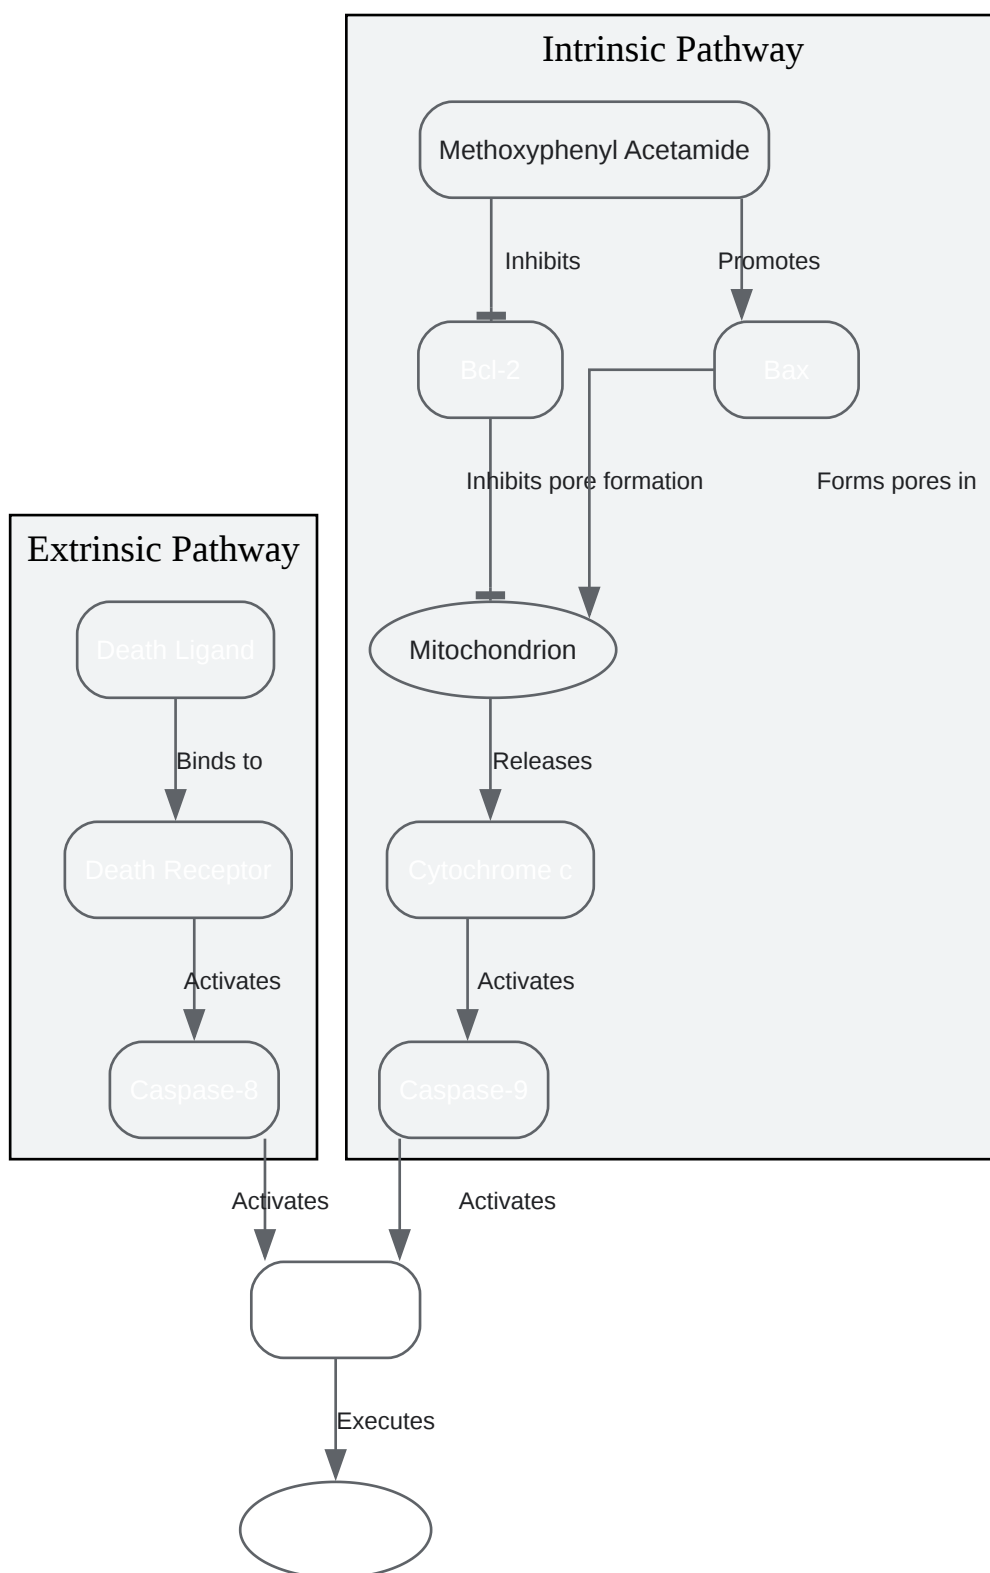 Intrinsic Pathway
Methoxyphenyl Acetamide
Inhibits
Promotes
Bcl-2
Bax
Inhibits pore formation
Forms pores in
Extrinsic Pathway
Death Ligand
Mitochondrion
Binds to
Releases
Death Receptor
Cytochrome c
Activates
Activates
Caspase-8
Caspase-9
Activates
Activates
Executes